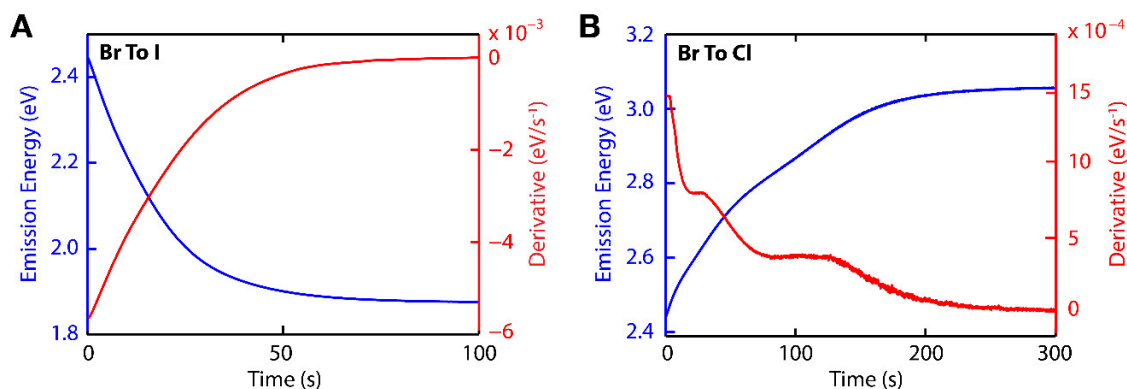 A
Br To I
x 10⁻³
2.4
2.2
2.0
1.8
Emission Energy (eV)
0
−2
−4
−6
Derivative (eV/s⁻¹)
0
50
100
Time (s)
B
Br To Cl
x 10⁻⁴
3.2
3.0
2.8
2.6
2.4
Emission Energy (eV)
15
10
5
0
Derivative (eV/s⁻¹)
0
100
200
300
Time (s)